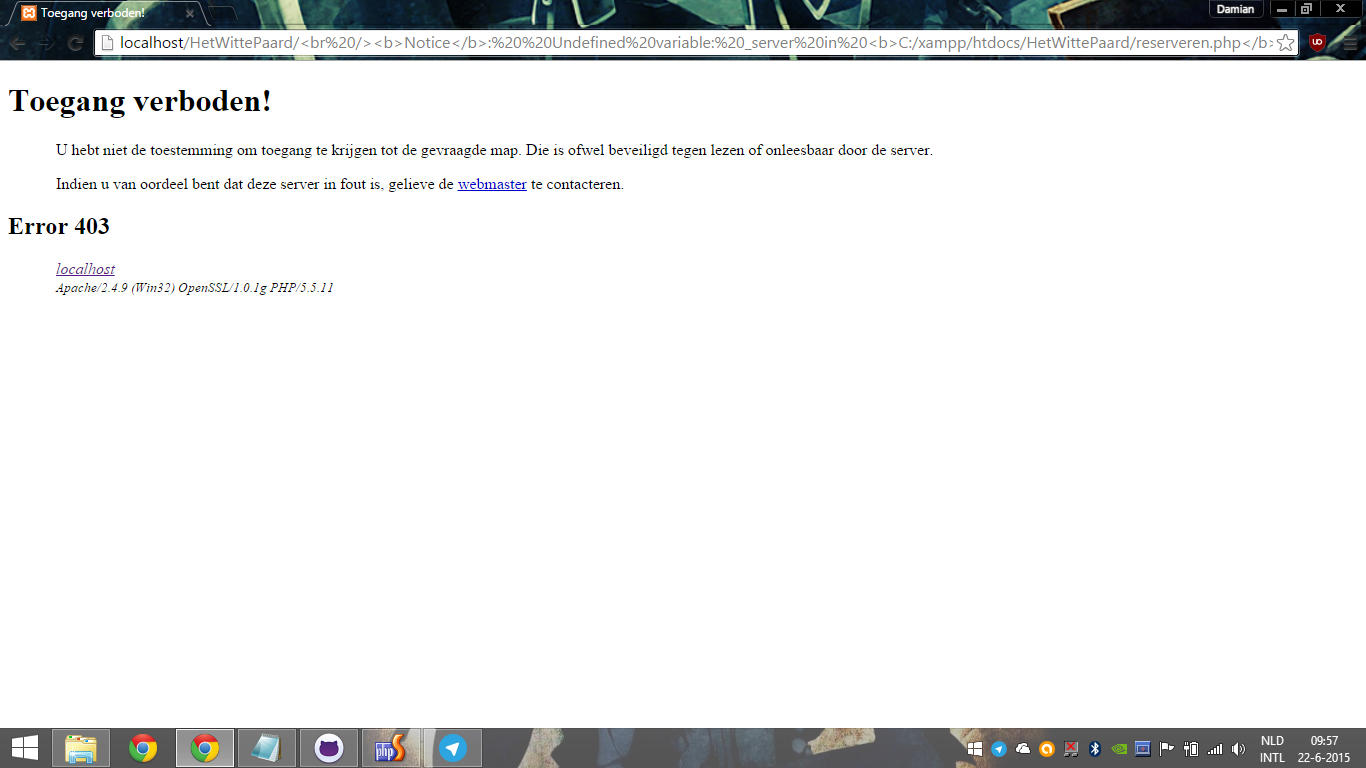 Toegang verboden!
Damian
localhost/HetWittePaard/<br%20/><b>Notice</b>:%20%20Undefined%20variable:%20_server%20in%20<b>C:/xampp/htdocs/HetWittePaard/reserveren.php</b>
Toegang verboden!
U hebt niet de toestemming om toegang te krijgen tot de gevraagde map. Die is ofwel beveiligd tegen lezen of onleesbaar door de server.
Indien u van oordeel bent dat deze server in fout is, gelieve de webmaster te contacteren.
Error 403
localhost
Apache/2.4.9 (Win32) OpenSSL/1.0.1g PHP/5.5.11
php
NLD 09:57
INTL 22-6-2015